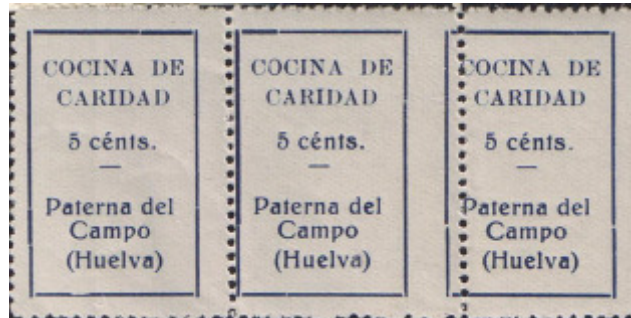 COCINA DE
CARIDAD
5 cénts.
Paterna del
Campo
(Huelva)
COCINA DE
CARIDAD
5 cénts.
Paterna del
Campo
(Huelva)
COCINA DE
CARIDAD
5 cénts.
Paterna del
Campo
(Huelva)